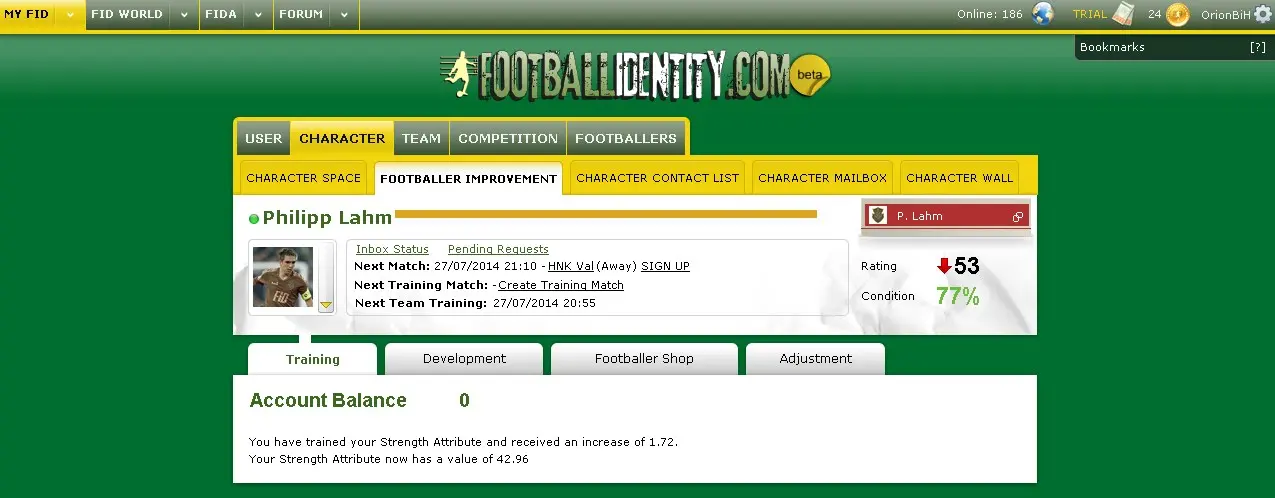 MY FID FID WORLD FIDA FORUM Online: 186 TRIAL 24 OrionBiH
Bookmarks [?]
FOOTBALLIDENTITY.COM beta
USER CHARACTER TEAM COMPETITION FOOTBALLERS
CHARACTER SPACE FOOTBALLER IMPROVEMENT CHARACTER CONTACT LIST CHARACTER MAILBOX CHARACTER WALL
Philipp Lahm
P. Lahm
Inbox Status Pending Requests
Next Match: 27/07/2014 21:10 - HNK Val (Away) SIGN UP
Next Training Match: -Create Training Match
Next Team Training: 27/07/2014 20:55
Rating 53
Condition 77%
Training Development Footballer Shop Adjustment
Account Balance 0
You have trained your Strength Attribute and received an increase of 1.72.
Your Strength Attribute now has a value of 42.96